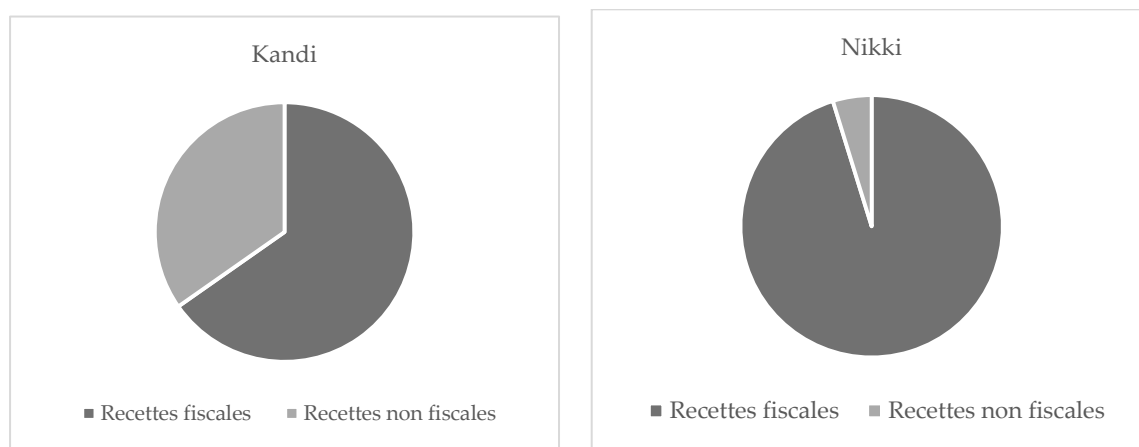 Kandi
Recettes fiscales
Recettes non fiscales
Nikki
Recettes fiscales
Recettes non fiscales